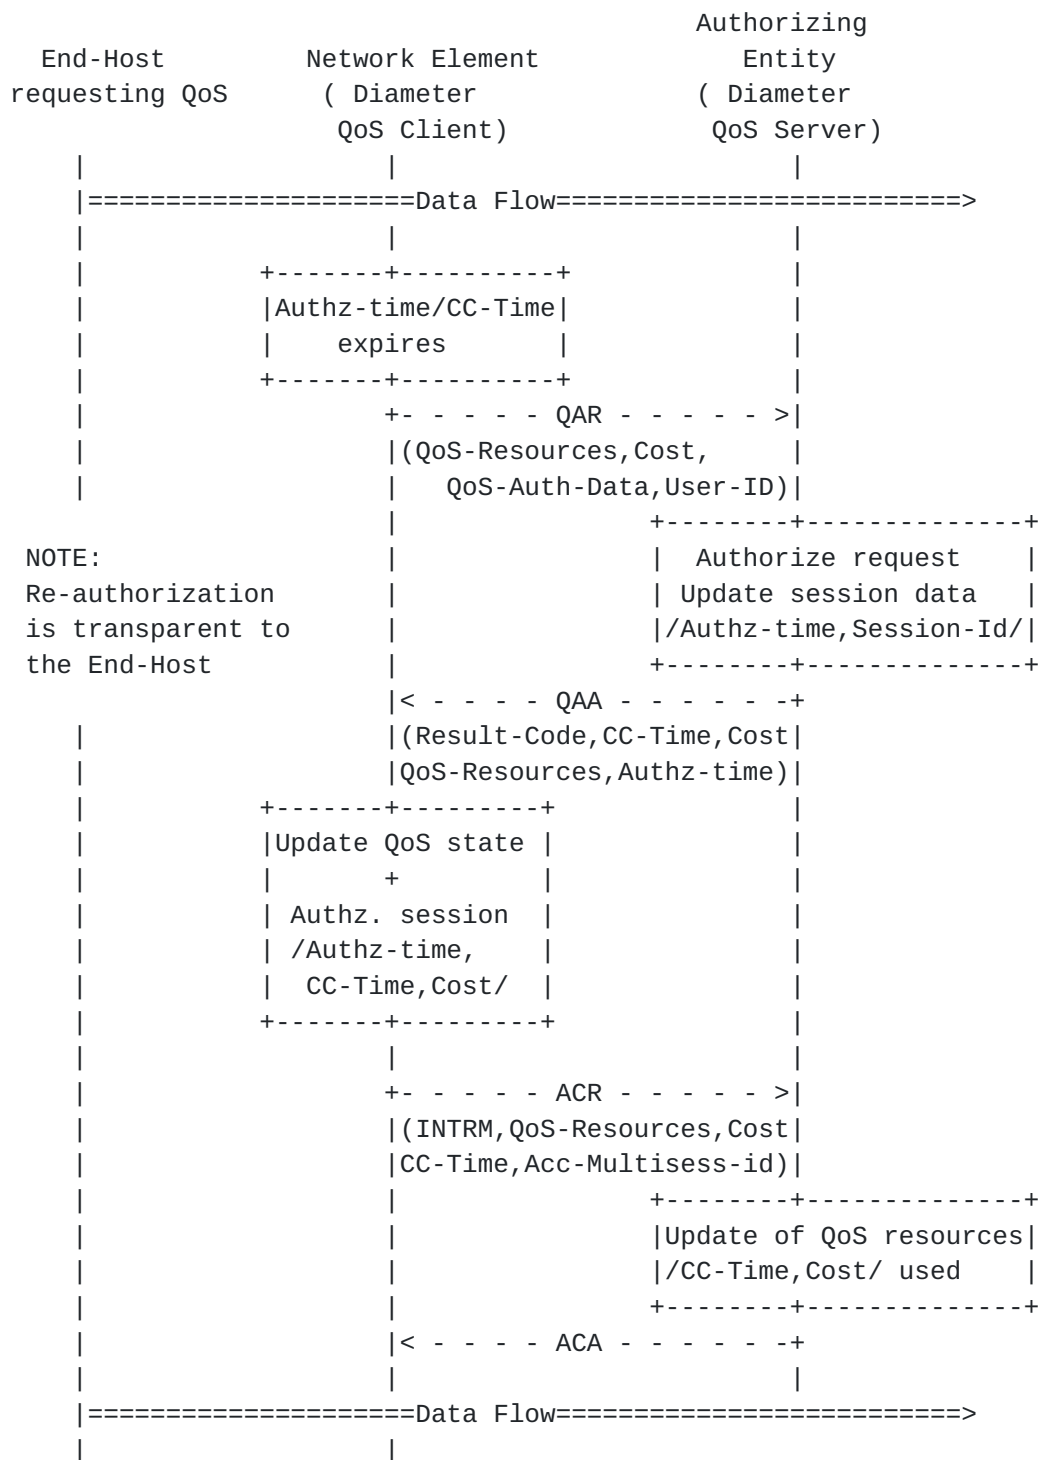 Authorizing
  End-Host         Network Element             Entity
requesting QoS      ( Diameter              ( Diameter
                     QoS Client)             QoS Server)
    |                   |                         |
    |=====================Data Flow==========================>
    |                   |                         |
    |           +-------+----------+              |
    |           |Authz-time/CC-Time|              |
    |           |    expires       |              |
    |           +-------+----------+              |
    |                   +- - - - - QAR - - - - - >|
    |                   |(QoS-Resources,Cost,     |
    |                   |   QoS-Auth-Data,User-ID)|
                        |                +--------+--------------+
 NOTE:                  |                |  Authorize request    |
 Re-authorization       |                | Update session data   |
 is transparent to      |                |/Authz-time,Session-Id/|
 the End-Host           |                +--------+--------------+
                        |< - - - - QAA - - - - - -+
    |                   |(Result-Code,CC-Time,Cost|
    |                   |QoS-Resources,Authz-time)|
    |           +-------+---------+               |
    |           |Update QoS state |               |
    |           |       +         |               |
    |           | Authz. session  |               |
    |           | /Authz-time,    |               |
    |           |  CC-Time,Cost/  |               |
    |           +-------+---------+               |
    |                   |                         |
    |                   +- - - - - ACR - - - - - >|
    |                   |(INTRM,QoS-Resources,Cost|
    |                   |CC-Time,Acc-Multisess-id)|
    |                   |                +--------+--------------+
    |                   |                |Update of QoS resources|
    |                   |                |/CC-Time,Cost/ used    |
    |                   |                +--------+--------------+
    |                   |< - - - - ACA - - - - - -+
    |                   |                         |
    |=====================Data Flow==========================>
    |                   |